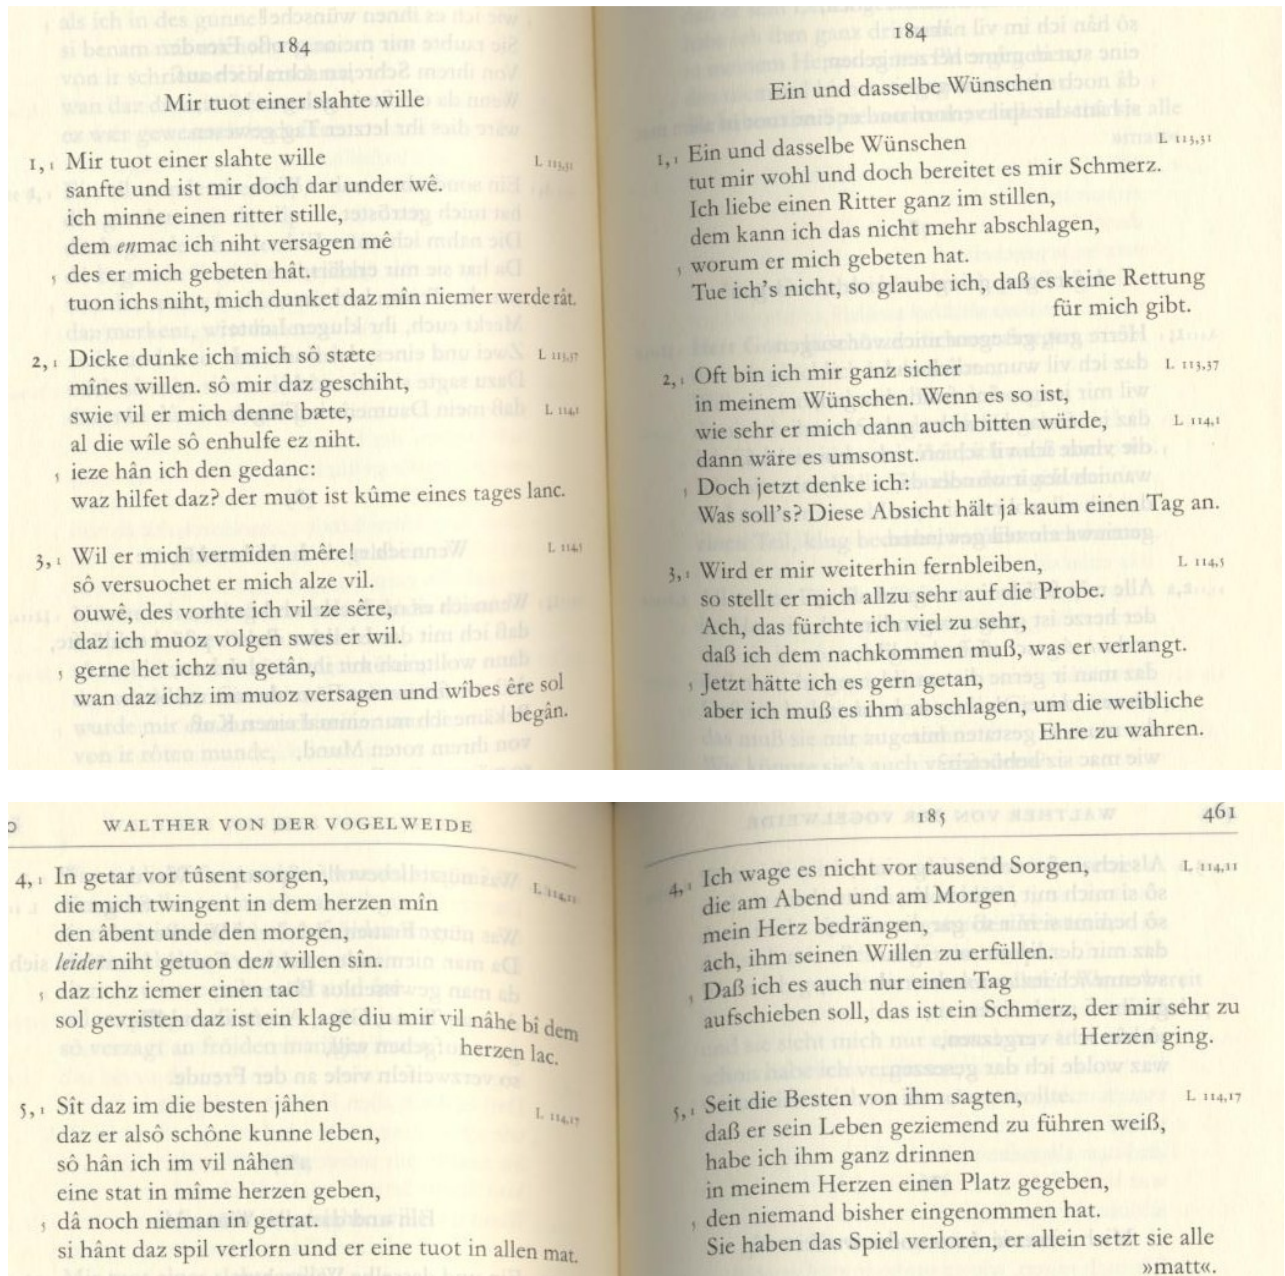 184
Mir tuot einer slahte wille
1, 1 Mir tuot einer slahte wille L 113,31
sanfte und ist mir doch dar under wê.
ich minne einen ritter stille,
dem enmac ich niht versagen mê
5 des er mich gebeten hât.
tuon ichs niht, mich dunket daz mîn niemer werde rât.
2, 1 Dicke dunke ich mich sô stæte L 113,37
mînes willen. sô mir daz geschiht,
swie vil er mich denne bæte, L 114,1
al die wîle sô enhulfe ez niht.
5 ieze hân ich den gedanc:
waz hilfet daz? der muot ist kûme eines tages lanc.
3, 1 Wil er mich vermîden mêre! L 114,5
sô versuochet er mich alze vil.
ouwê, des vorhte ich vil ze sêre,
daz ich muoz volgen swes er wil.
5 gerne het ichz nu getân,
wan daz ichz im muoz versagen und wîbes êre sol
begân.
184
Ein und dasselbe Wünschen
1, 1 Ein und dasselbe Wünschen L 113,31
tut mir wohl und doch bereitet es mir Schmerz.
Ich liebe einen Ritter ganz im stillen,
dem kann ich das nicht mehr abschlagen,
5 worum er mich gebeten hat.
Tue ich's nicht, so glaube ich, daß es keine Rettung
für mich gibt.
2, 1 Oft bin ich mir ganz sicher L 113,37
in meinem Wünschen. Wenn es so ist,
wie sehr er mich dann auch bitten würde, L 114,1
dann wäre es umsonst.
5 Doch jetzt denke ich:
Was soll's? Diese Absicht hält ja kaum einen Tag an.
3, 1 Wird er mir weiterhin fernbleiben, L 114,5
so stellt er mich allzu sehr auf die Probe.
Ach, das fürchte ich viel zu sehr,
daß ich dem nachkommen muß, was er verlangt.
5 Jetzt hätte ich es gern getan,
aber ich muß es ihm abschlagen, um die weibliche
Ehre zu wahren.
WALTHER VON DER VOGELWEIDE
4, 1 In getar vor tûsent sorgen, L 114,11
die mich twingent in dem herzen mîn
den âbent unde den morgen,
leider niht getuon den willen sîn.
5 daz ichz iemer einen tac
sol gevristen daz ist ein klage diu mir vil nâhe bî dem
herzen lac.
5, 1 Sît daz im die besten jâhen L 114,17
daz er alsô schône kunne leben,
sô hân ich im vil nâhen
eine stat in mîme herzen geben,
5 dâ noch nieman in getrat.
si hânt daz spil verlorn und er eine tuot in allen mat.
185 461
4, 1 Ich wage es nicht vor tausend Sorgen, L 114,11
die am Abend und am Morgen
mein Herz bedrängen,
ach, ihm seinen Willen zu erfüllen.
5 Daß ich es auch nur einen Tag
aufschieben soll, das ist ein Schmerz, der mir sehr zu
Herzen ging.
5, 1 Seit die Besten von ihm sagten, L 114,17
daß er sein Leben geziemend zu führen weiß,
habe ich ihm ganz drinnen
in meinem Herzen einen Platz gegeben,
5 den niemand bisher eingenommen hat.
Sie haben das Spiel verloren, er allein setzt sie alle
»matt«.